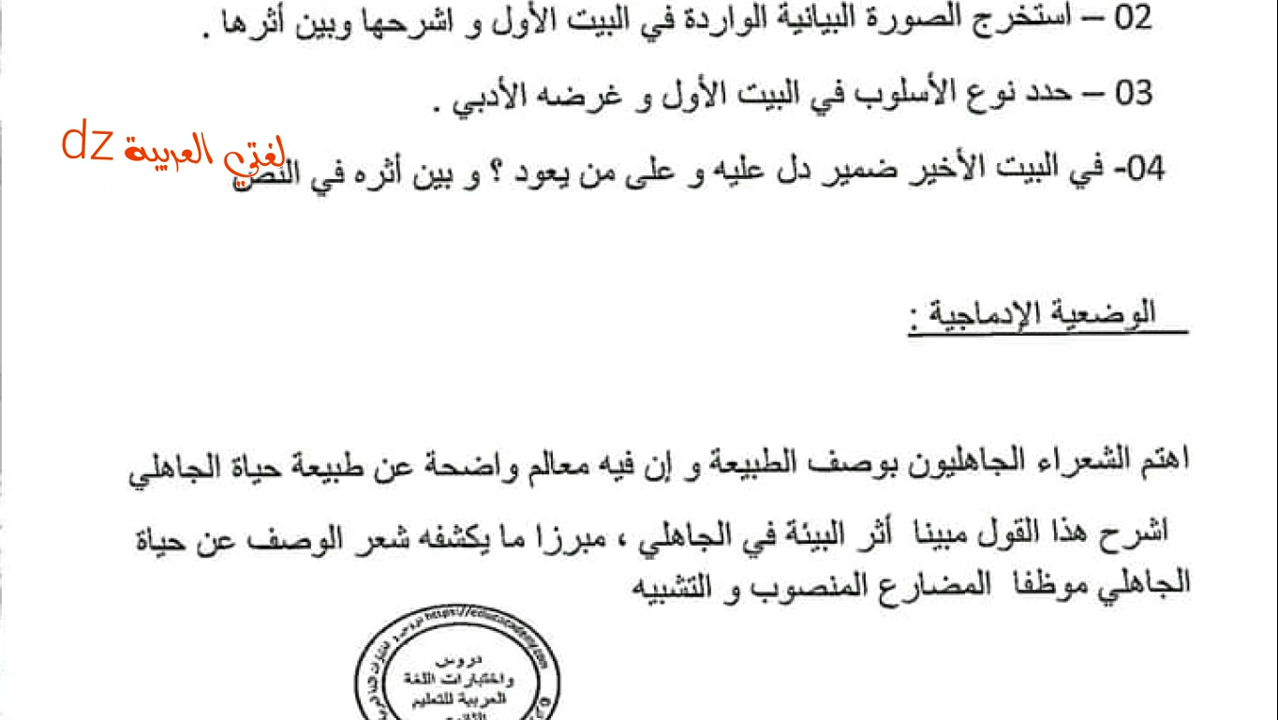 02 – استخرج الصورة البيانية الواردة في البيت الأول و اشرحها وبين أثرها .
03 – حدد نوع الأسلوب في البيت الأول و غرضه الأدبي .
لغتي العربية dz
04- في البيت الأخير ضمير دل عليه و على من يعود ؟ و بين أثره في النص
الوضعية الإدماجية :
اهتم الشعراء الجاهليون بوصف الطبيعة و إن فيه معالم واضحة عن طبيعة حياة الجاهلي
اشرح هذا القول مبينا أثر البيئة في الجاهلي ، مبرزا ما يكشفه شعر الوصف عن حياة
الجاهلي موظفا المضارع المنصوب و التشبيه
دروس
واختبارات اللغة
العربية للتعليم